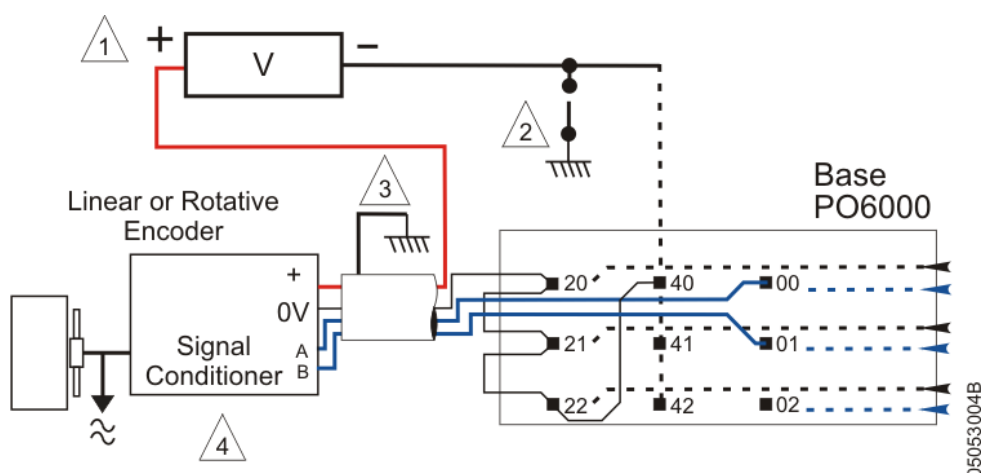 1
+
V
−
2
3
Linear or Rotative
Encoder
Base
PO6000
+
0V
A
B
Signal
Conditioner
4
20
40
00
21
41
01
22
42
02
05053004B